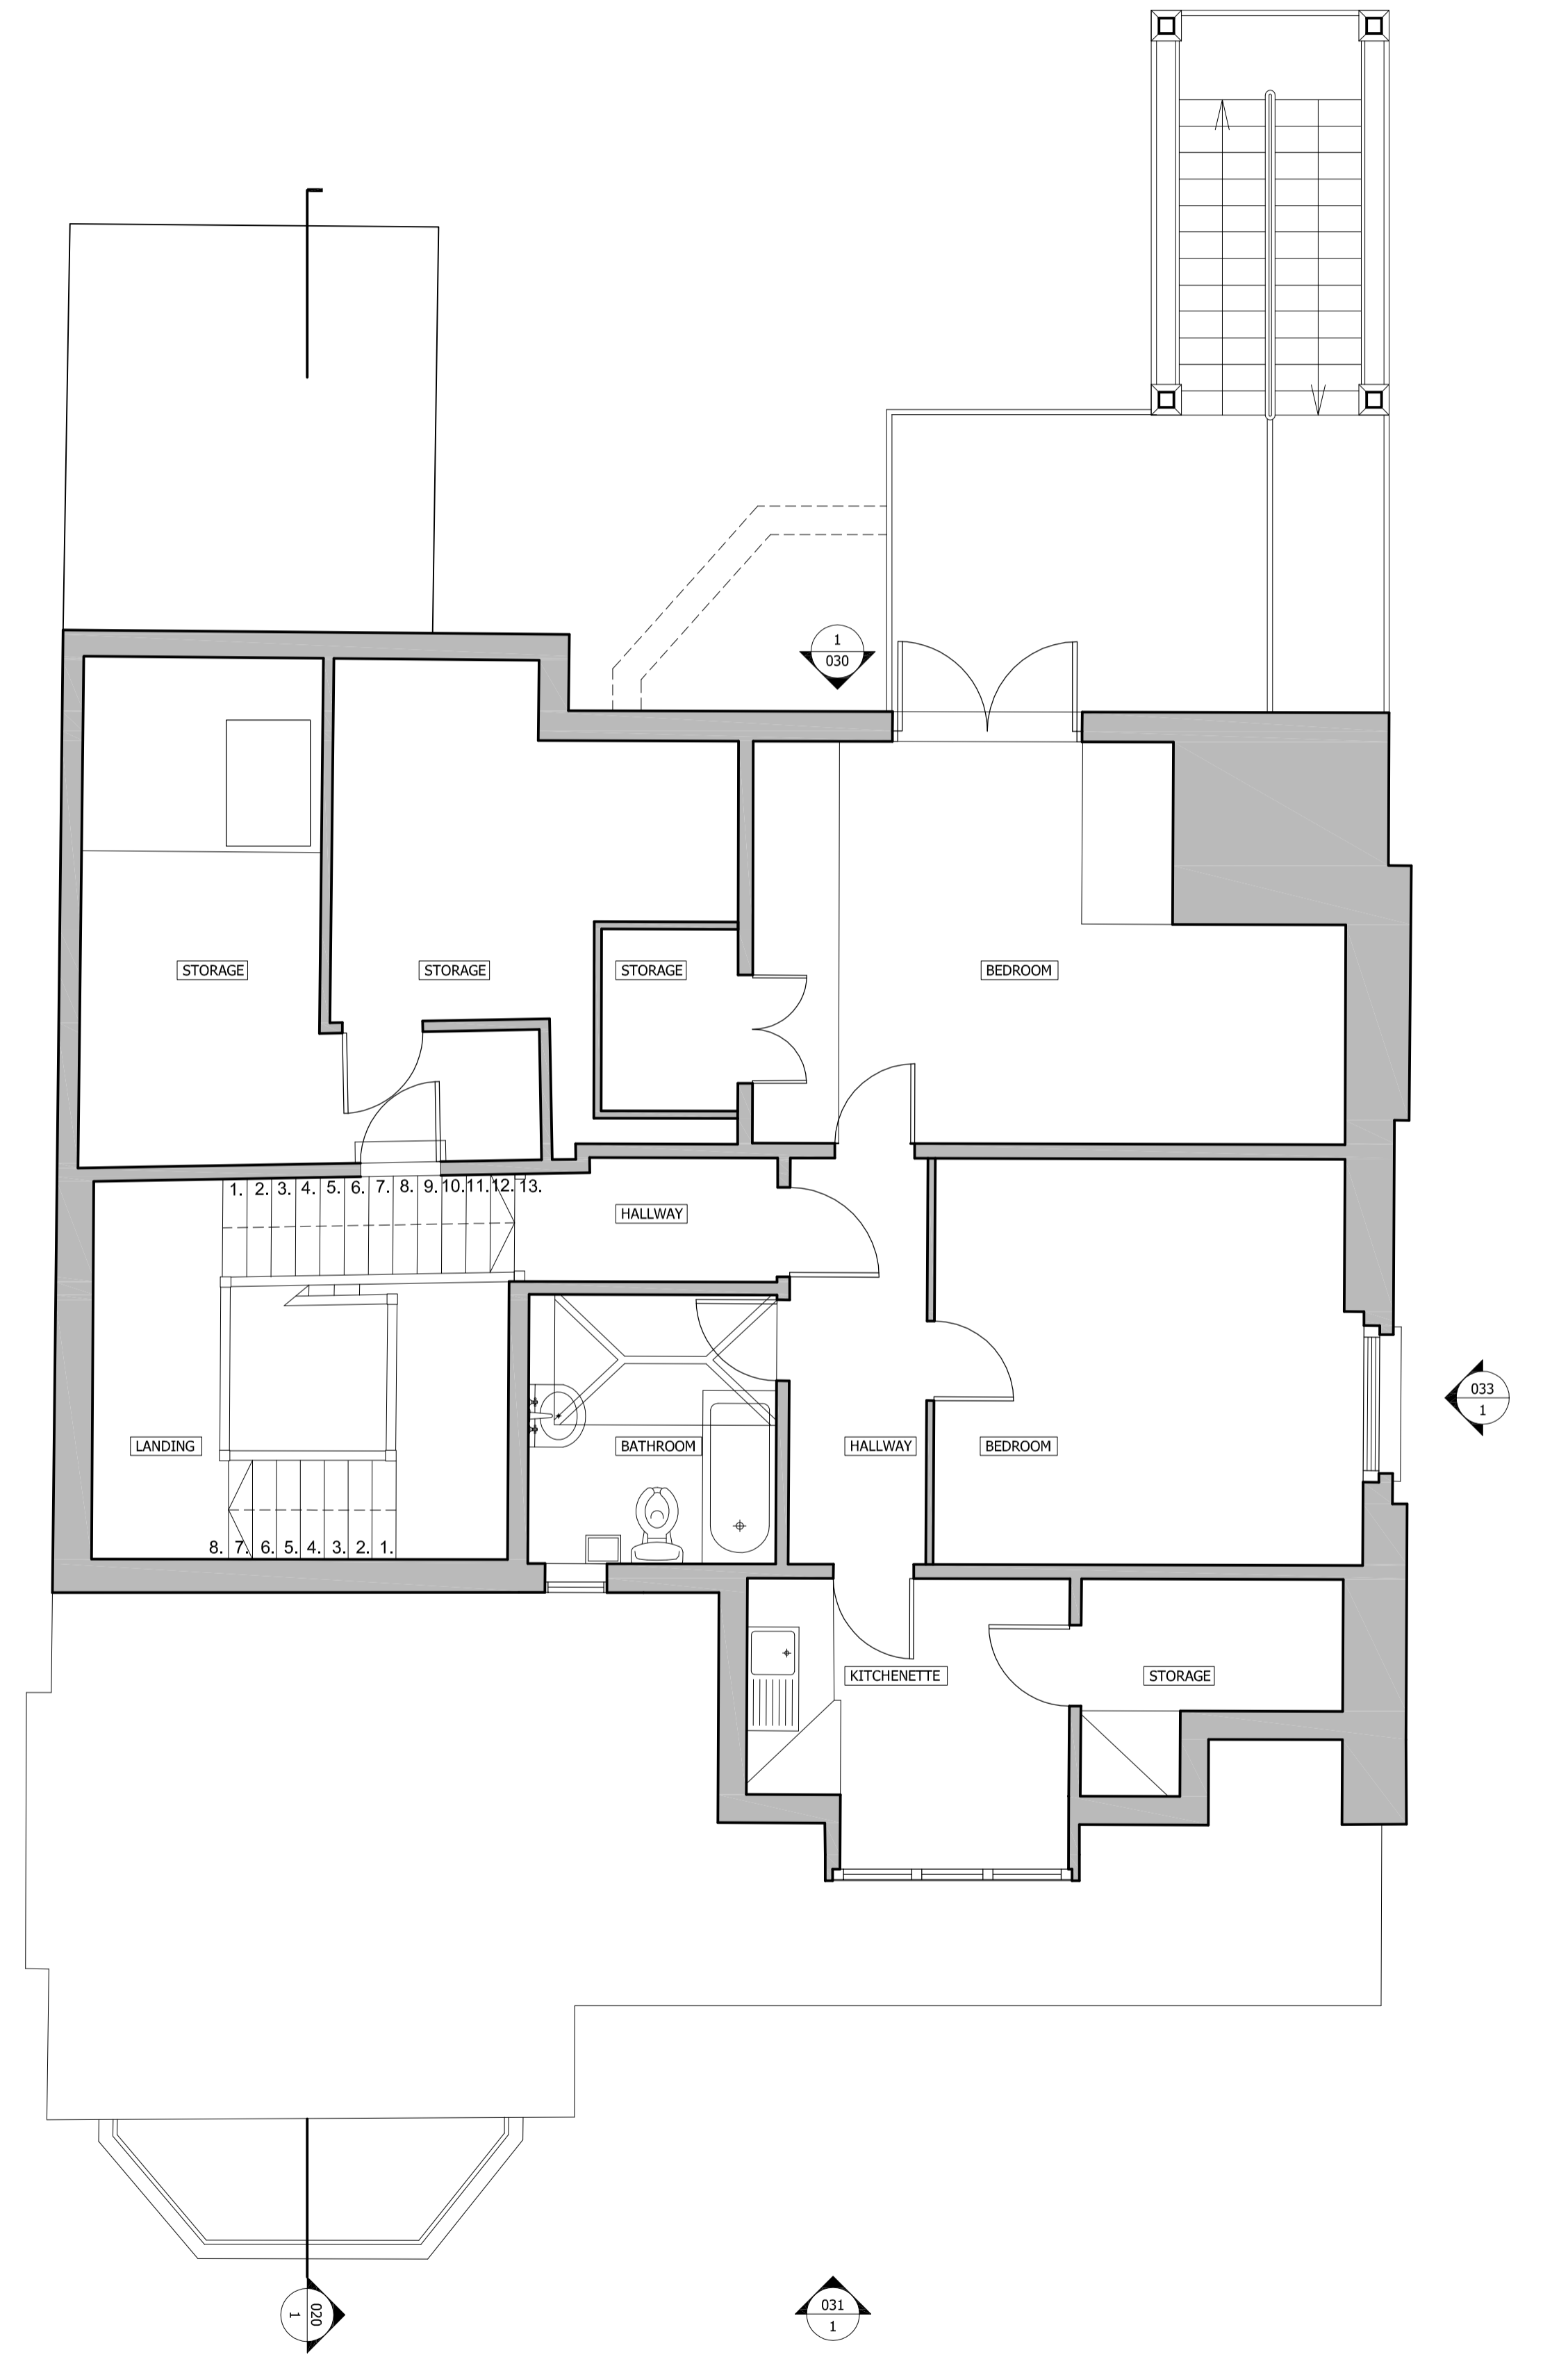 1
030
STORAGE
STORAGE
STORAGE
BEDROOM
1. 2. 3. 4. 5. 6. 7. 8. 9. 10. 11. 12. 13.
HALLWAY
033
1
LANDING
BATHROOM
HALLWAY
BEDROOM
8. 7. 6. 5. 4. 3. 2. 1.
KITCHENETTE
STORAGE
020
1
031
1